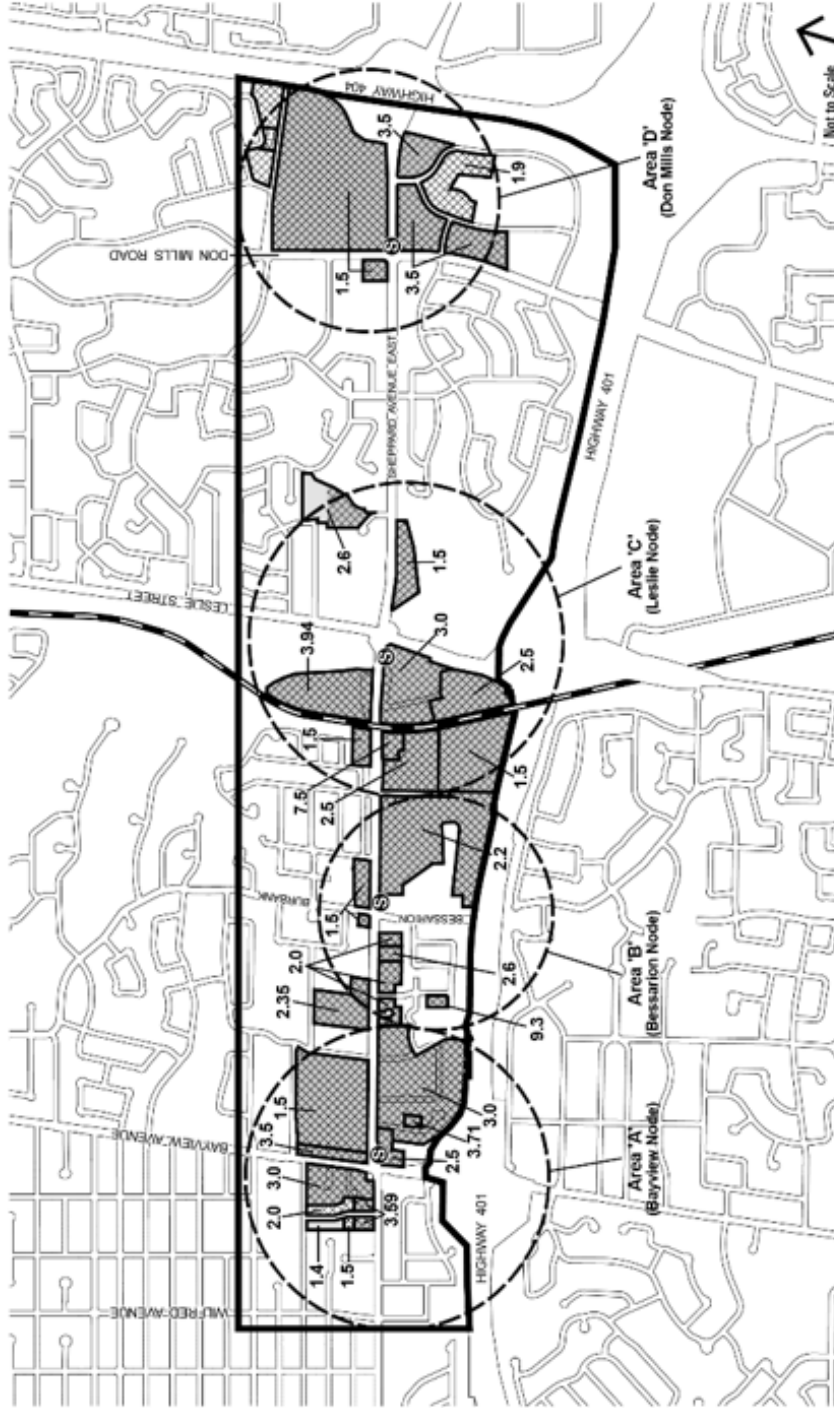 WILFRED AVENUE
BAYVIEW AVENUE
BURBANK
LESLIE STREET
DON MILLS ROAD
HIGHWAY 404
1.4
2.0
3.0
1.5
3.59
3.5
1.5
2.35
2.0
1.5
7.5
2.5
1.5
3.94
2.6
1.5
S
S
S
S
SHEPPARD AVENUE EAST
BESSARION
2.5
3.71
3.0
9.3
2.6
2.2
1.5
2.5
3.0
1.5
3.5
3.5
1.9
HIGHWAY 401
HIGHWAY 401
Area 'A'
(Bayview Node)
Area 'B'
(Bessarion Node)
Area 'C'
(Leslie Node)
Area 'D'
(Don Mills Node)
Not to Scale